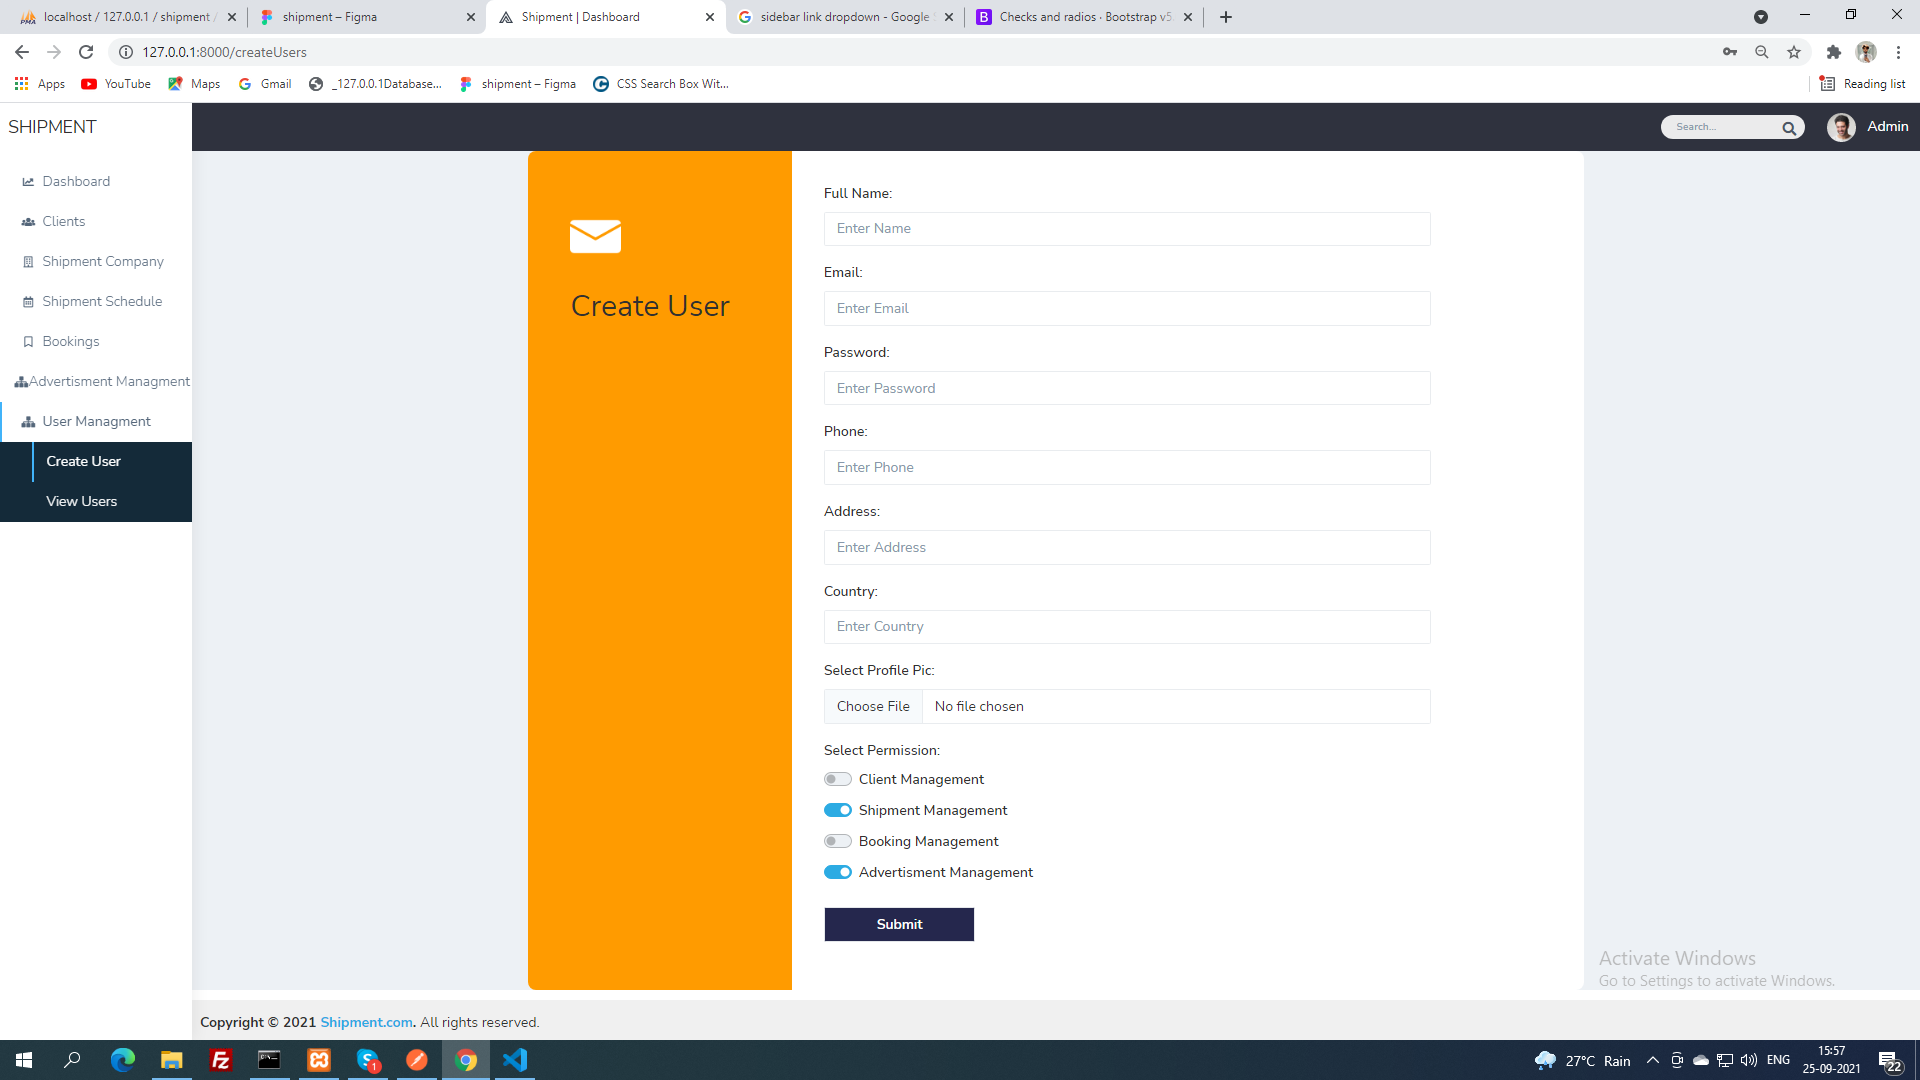 localhost / 127.0.0.1 / shipment /
shipment – Figma
Shipment | Dashboard
sidebar link dropdown - Google
Checks and radios · Bootstrap v5
127.0.0.1:8000/createUsers
Apps
YouTube
Maps
Gmail
_127.0.0.1Database...
shipment – Figma
CSS Search Box Wit...
Reading list
SHIPMENT
Search...
Admin
Dashboard
Clients
Shipment Company
Shipment Schedule
Bookings
Advertisment Managment
User Managment
Create User
View Users
Create User
Full Name:
Enter Name
Email:
Enter Email
Password:
Enter Password
Phone:
Enter Phone
Address:
Enter Address
Country:
Enter Country
Select Profile Pic:
Choose File No file chosen
Select Permission:
Client Management
Shipment Management
Booking Management
Advertisment Management
Submit
Activate Windows
Go to Settings to activate Windows.
Copyright © 2021 Shipment.com. All rights reserved.
27°C Rain
ENG
15:57
25-09-2021
22